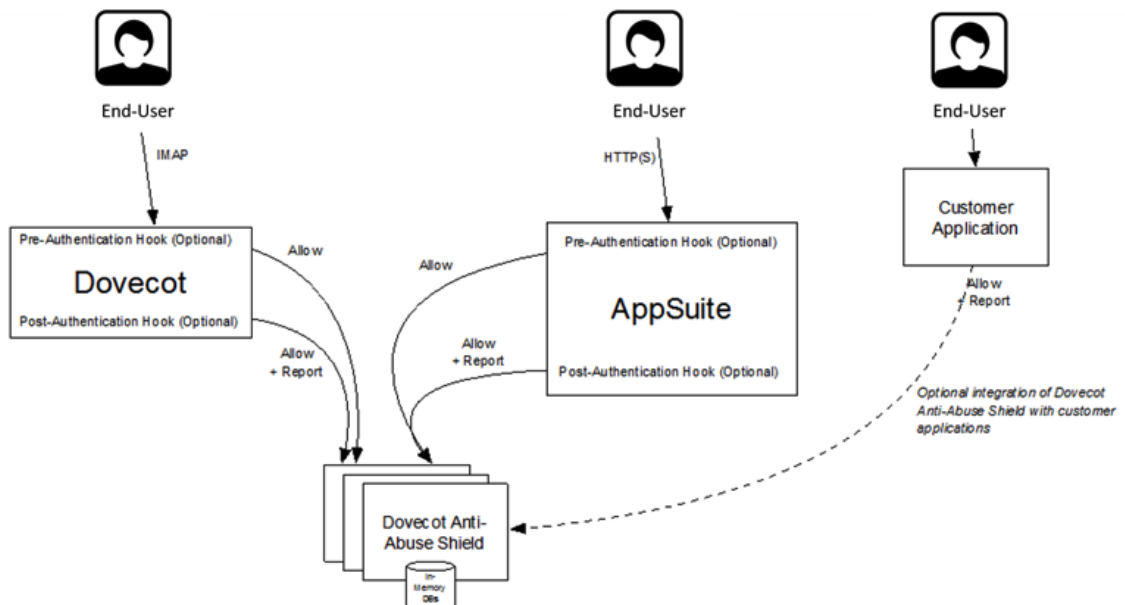 End-User
End-User
End-User
IMAP
HTTP(S)
Customer
Application
Pre-Authentication Hook (Optional)
Dovecot
Post-Authentication Hook (Optional)
Allow
Allow
+ Report
Pre-Authentication Hook (Optional)
AppSuite
Post-Authentication Hook (Optional)
Allow
Allow
+ Report
Allow
+ Report
Optional integration of Dovecot
Anti-Abuse Shield with customer
applications
Dovecot Anti-
Abuse Shield
In-
Memory
DBs